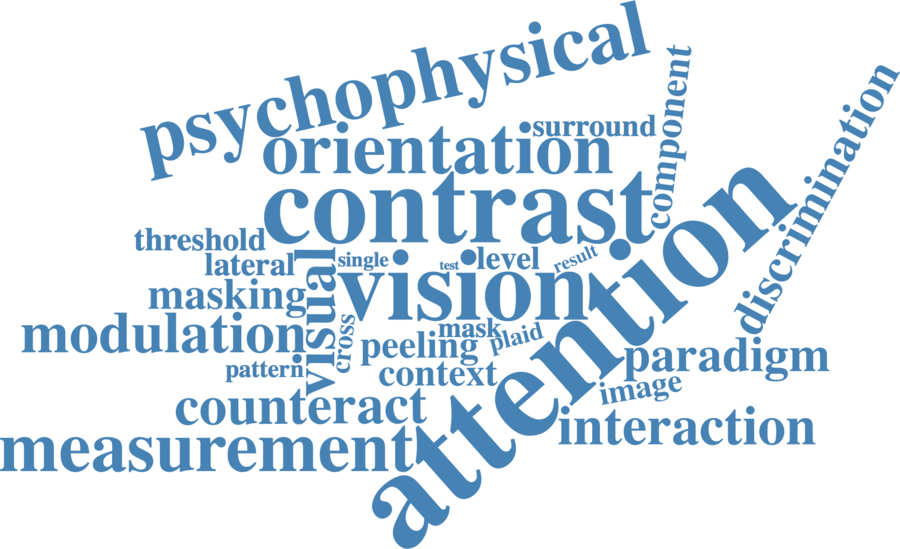 psychophysical
component
surround
orientation
discrimination
contrast
threshold
lateral
visual
single
test
level
result
masking
vision
attention
modulation
cross
peeling
mask
plaid
paradigm
pattern
context
image
counteract
interaction
measurement